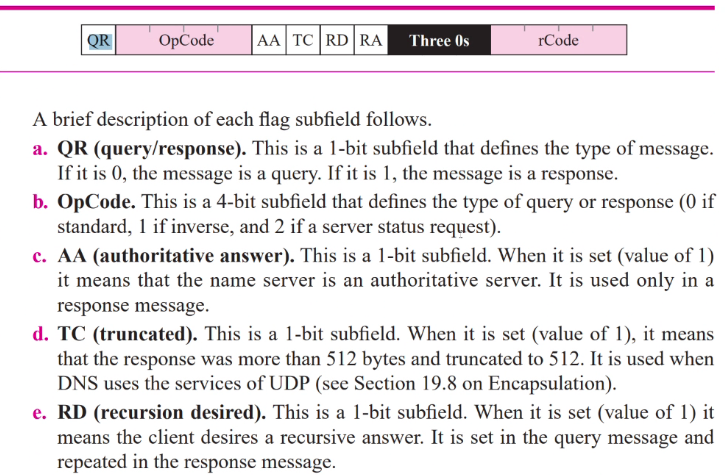 QR OpCode AA TC RD RA Three 0s rCode
A brief description of each flag subfield follows.
a. QR (query/response). This is a 1-bit subfield that defines the type of message.
If it is 0, the message is a query. If it is 1, the message is a response.
b. OpCode. This is a 4-bit subfield that defines the type of query or response (0 if
standard, 1 if inverse, and 2 if a server status request).
c. AA (authoritative answer). This is a 1-bit subfield. When it is set (value of 1)
it means that the name server is an authoritative server. It is used only in a
response message.
d. TC (truncated). This is a 1-bit subfield. When it is set (value of 1), it means
that the response was more than 512 bytes and truncated to 512. It is used when
DNS uses the services of UDP (see Section 19.8 on Encapsulation).
e. RD (recursion desired). This is a 1-bit subfield. When it is set (value of 1) it
means the client desires a recursive answer. It is set in the query message and
repeated in the response message.